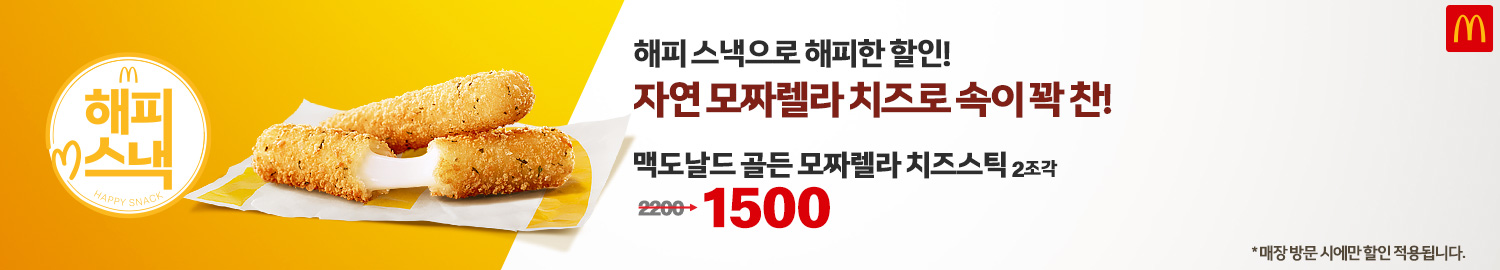 해피
스낵
HAPPY SNACK
해피 스낵으로 해피한 할인!
자연 모짜렐라 치즈로 속이 꽉 찬!
맥도날드 골든 모짜렐라 치즈스틱 2조각
2200→1500
*매장 방문 시에만 할인 적용됩니다.